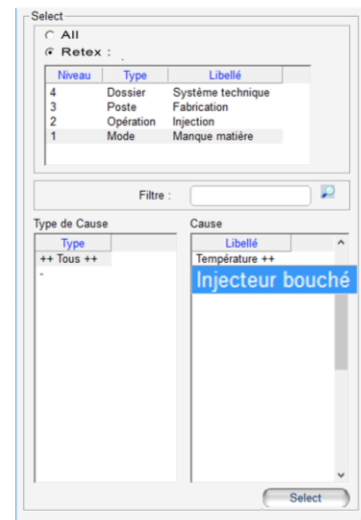 Select
All
Retex :
Niveau Type Libellé
4 Dossier Système technique
3 Poste Fabrication
2 Opération Injection
1 Mode Manque matière
Filtre :
Type de Cause Cause
Type Libellé
++ Tous ++ Température ++
- Injecteur bouché
Select